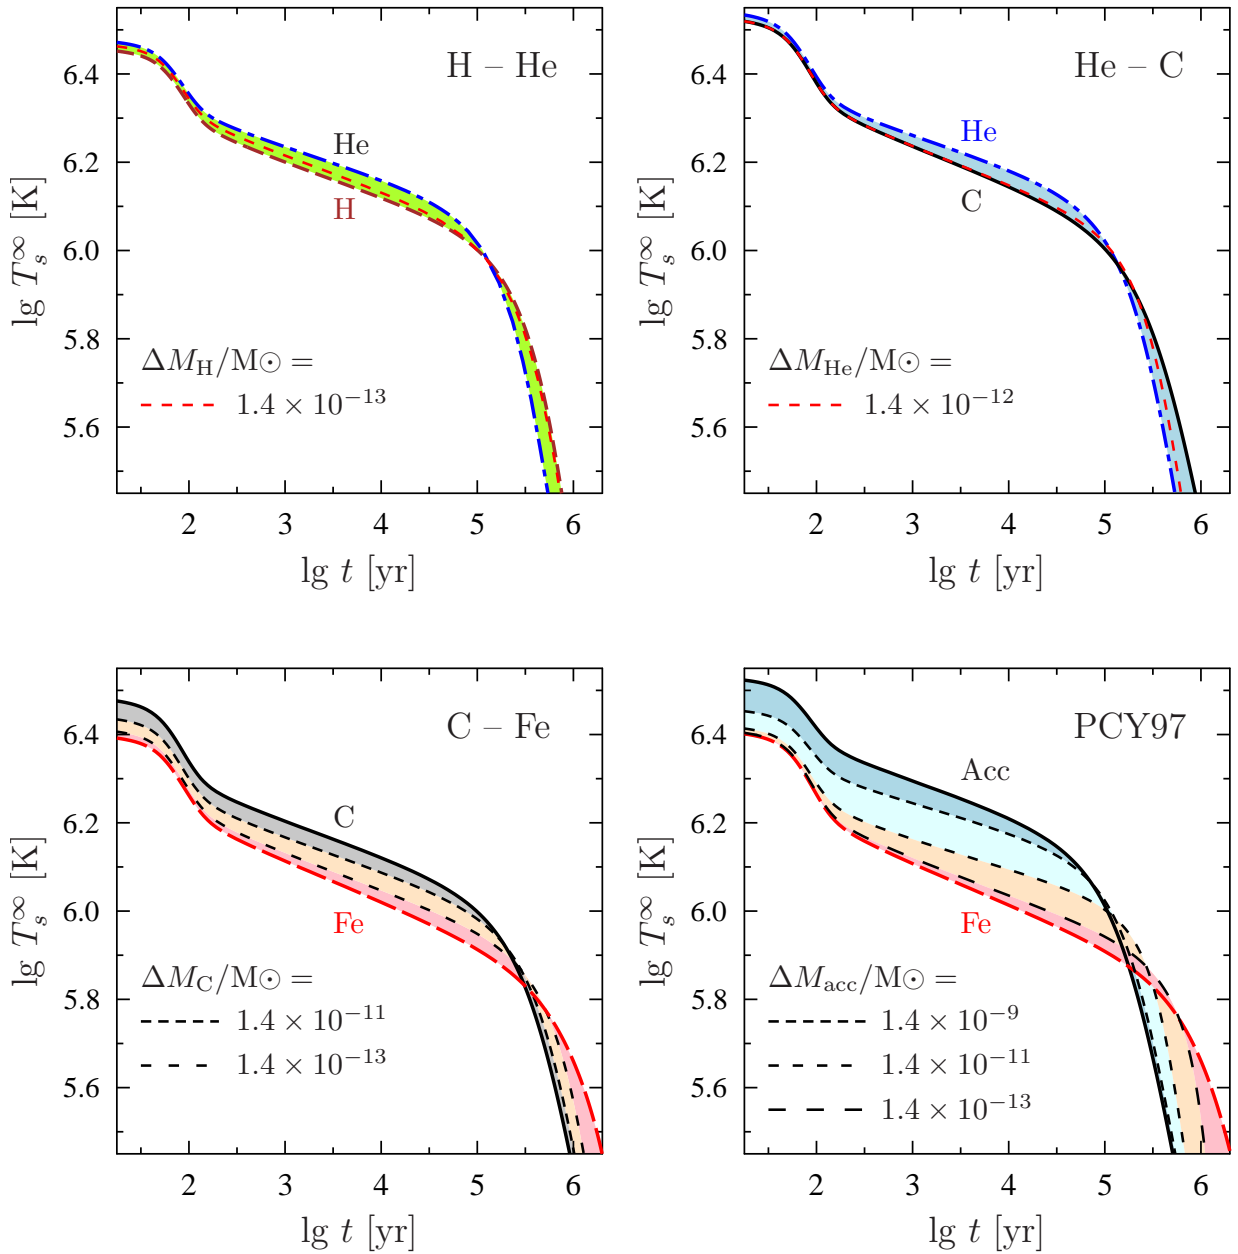 H – He
He
H
ΔM_H/M⊙ =
1.4 × 10⁻¹³
6.4
6.2
6.0
5.8
5.6
lg T_s^∞ [K]
2 3 4 5 6
lg t [yr]
He – C
He
C
ΔM_He/M⊙ =
1.4 × 10⁻¹²
6.4
6.2
6.0
5.8
5.6
lg T_s^∞ [K]
2 3 4 5 6
lg t [yr]
C – Fe
C
Fe
ΔM_C/M⊙ =
1.4 × 10⁻¹¹
1.4 × 10⁻¹³
6.4
6.2
6.0
5.8
5.6
lg T_s^∞ [K]
2 3 4 5 6
lg t [yr]
PCY97
Acc
Fe
ΔM_acc/M⊙ =
1.4 × 10⁻⁹
1.4 × 10⁻¹¹
1.4 × 10⁻¹³
6.4
6.2
6.0
5.8
5.6
lg T_s^∞ [K]
2 3 4 5 6
lg t [yr]